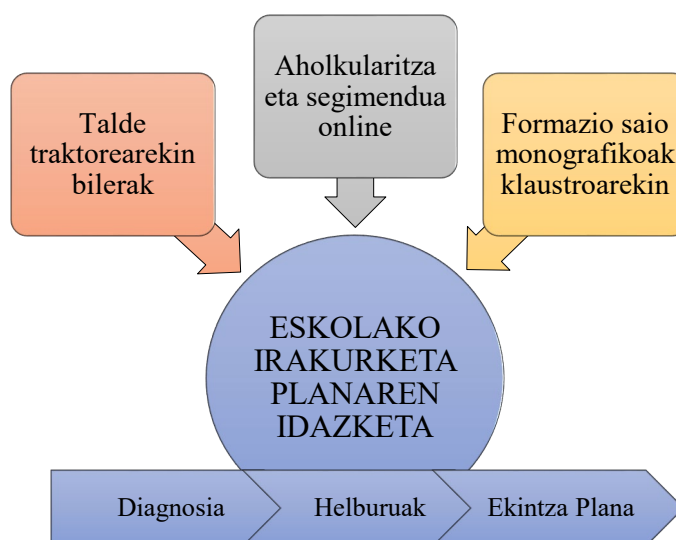 Talde
traktorearekin
bilerak
Aholkularitza
eta segimendua
online
Formazio saio
monografikoak
klaustroarekin
ESKOLAKO
IRAKURKETA
PLANAREN
IDAZKETA
Diagnosia
Helburuak
Ekintza Plana